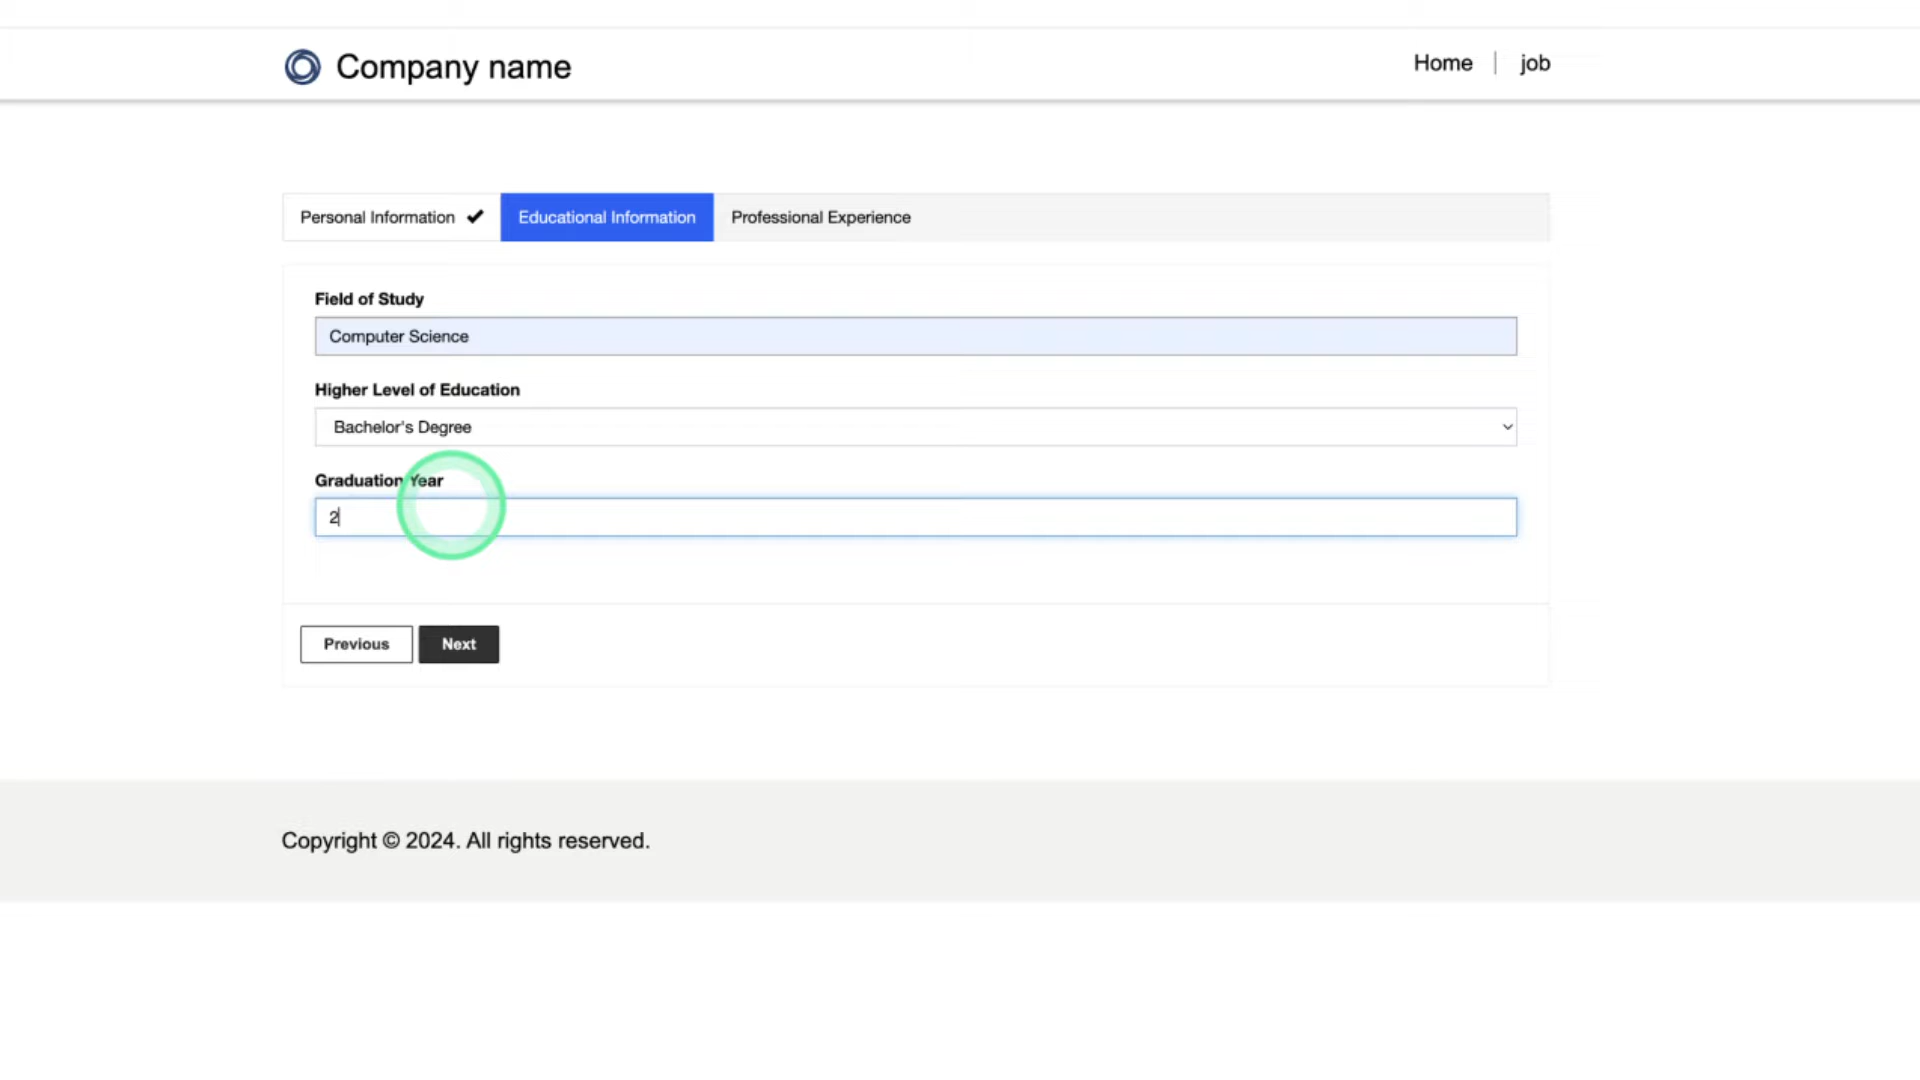 Company name
Home | job
Personal Information ✔ Educational Information Professional Experience
Field of Study
Computer Science
Higher Level of Education
Bachelor's Degree
Graduation Year
2
Previous Next
Copyright © 2024. All rights reserved.